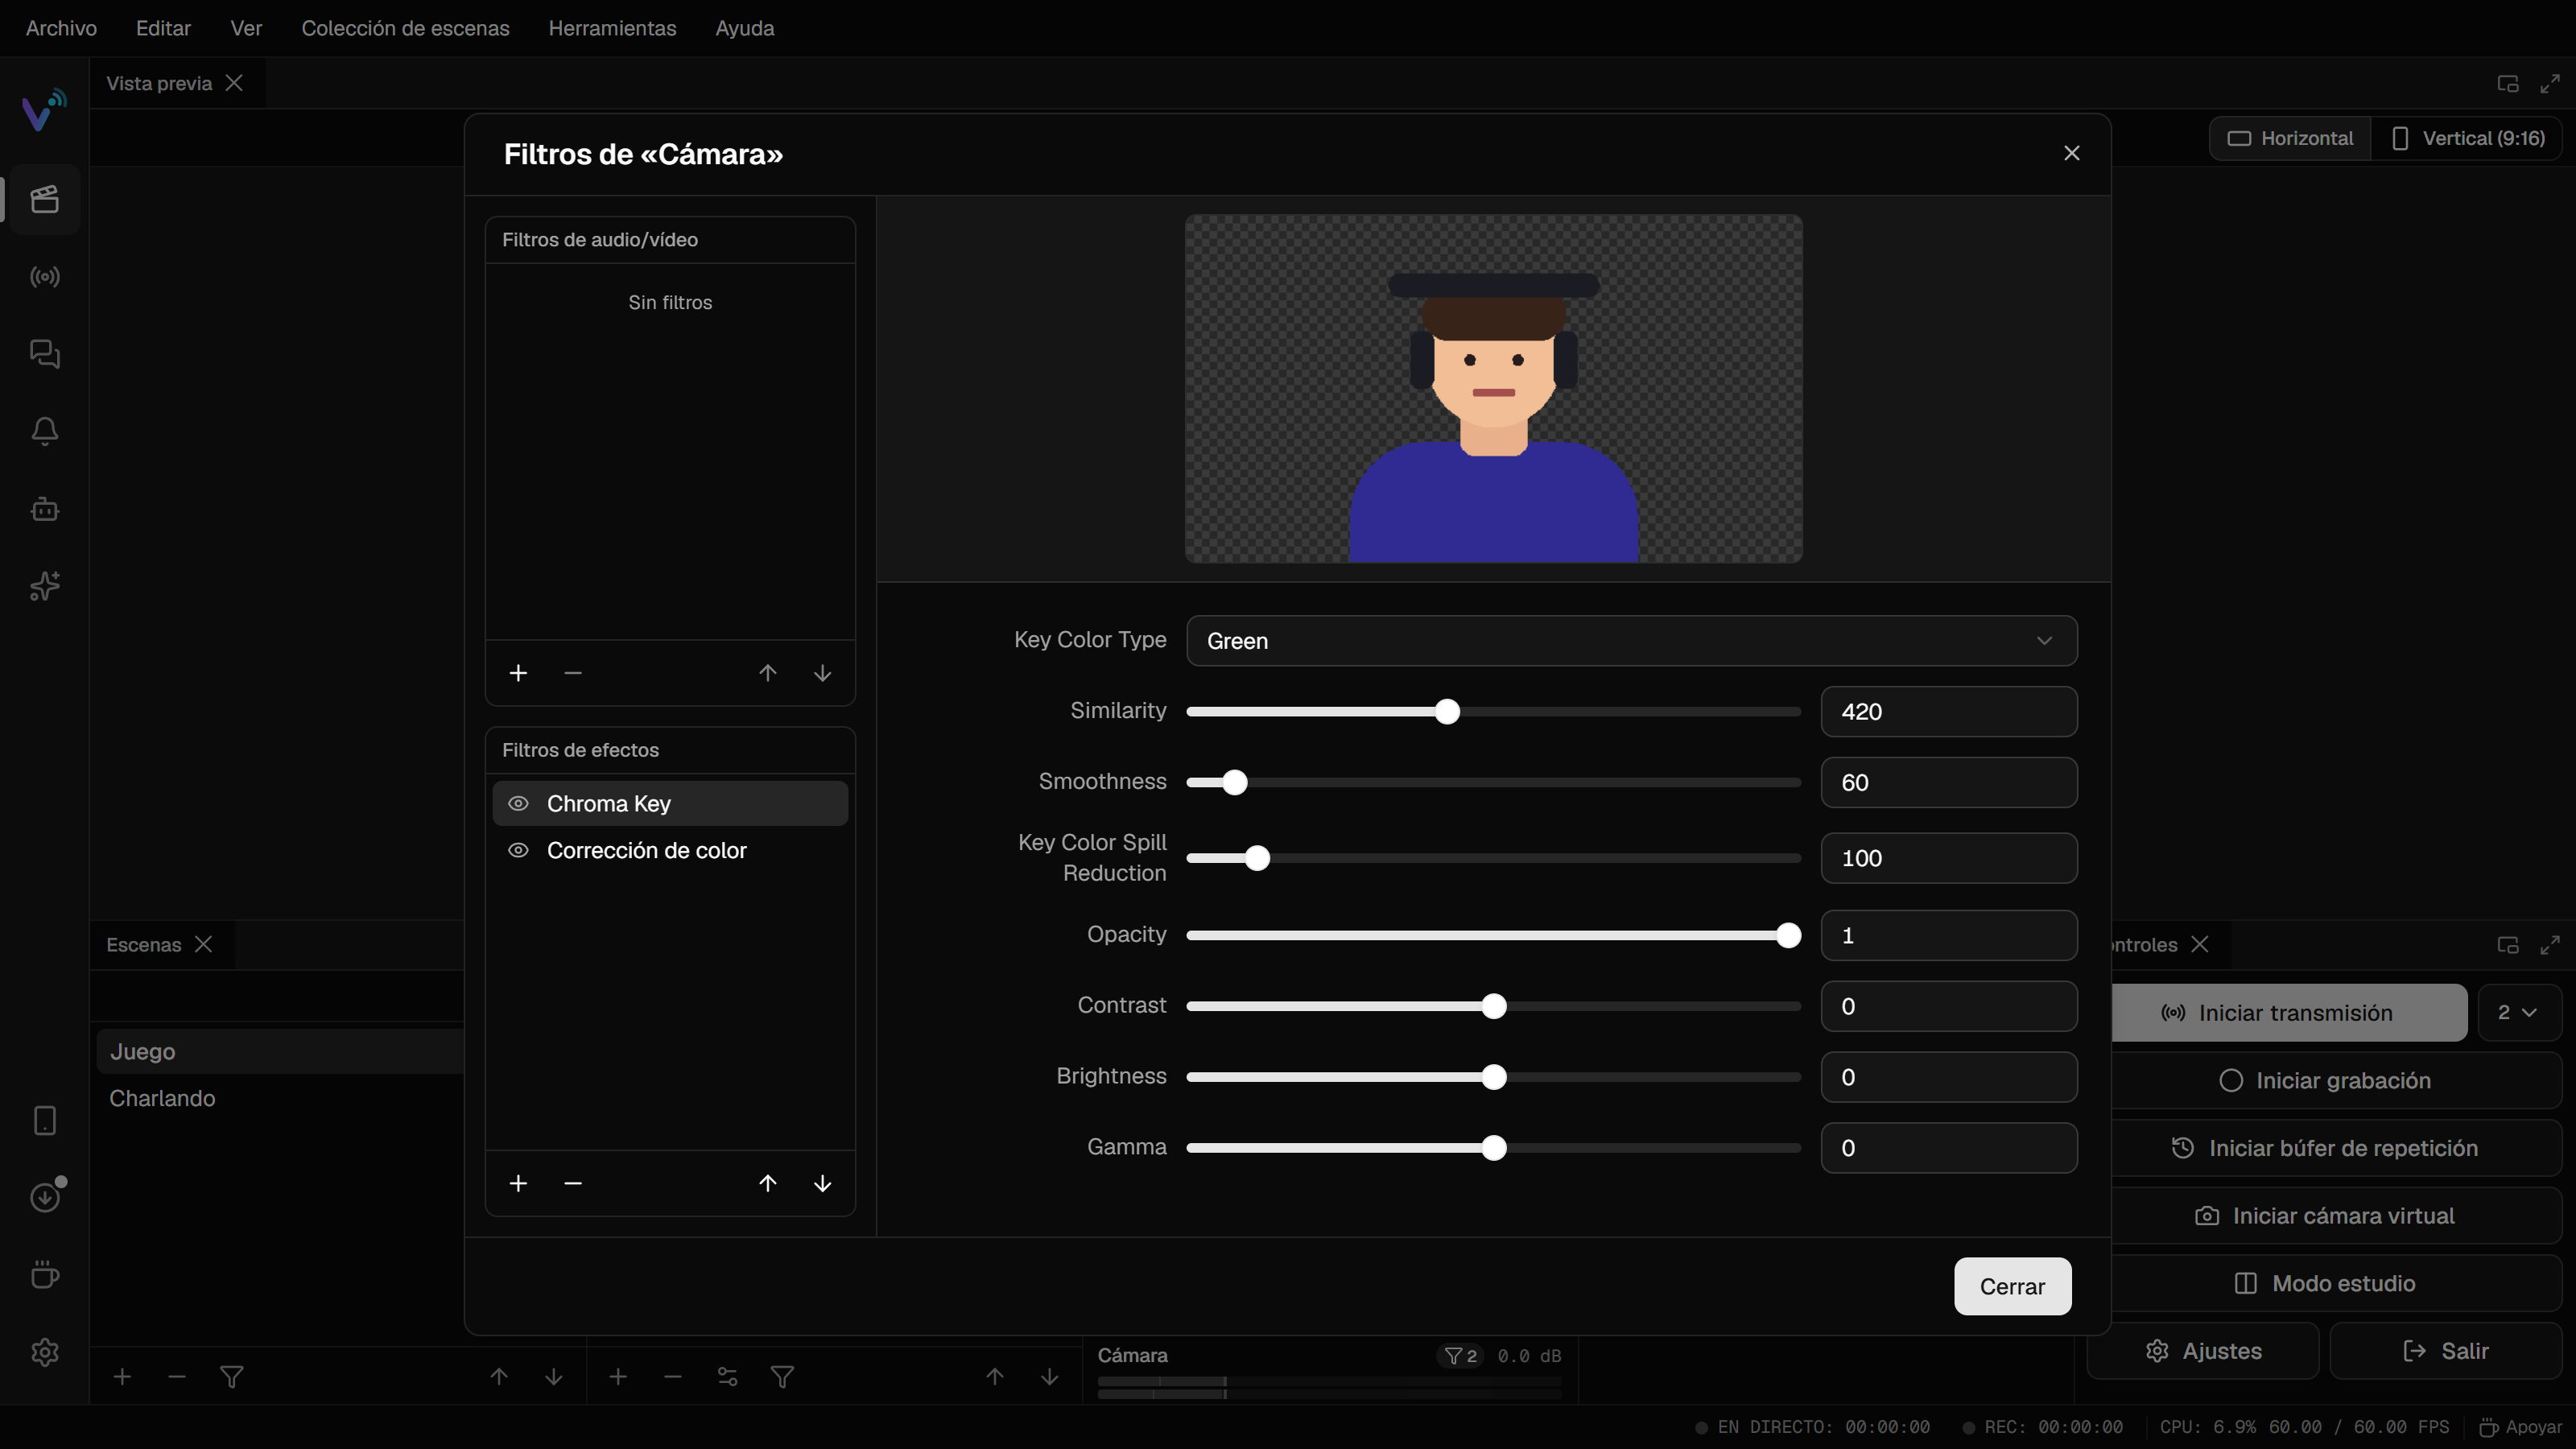 Archivo Editar Ver Colección de escenas Herramientas Ayuda
Vista previa
Horizontal Vertical (9:16)
Filtros de «Cámara»
Filtros de audio/vídeo
Sin filtros
Filtros de efectos
Chroma Key
Corrección de color
Key Color Type Green
Similarity 420
Smoothness 60
Key Color Spill
Reduction 100
Opacity 1
Contrast 0
Brightness 0
Gamma 0
Cerrar
Escenas
Juego
Charlando
Cámara 2 0.0 dB
ntroles
Iniciar transmisión 2
Iniciar grabación
Iniciar búfer de repetición
Iniciar cámara virtual
Modo estudio
Ajustes Salir
EN DIRECTO: 00:00:00 REC: 00:00:00 CPU: 6.9% 60.00 / 60.00 FPS Apoyar